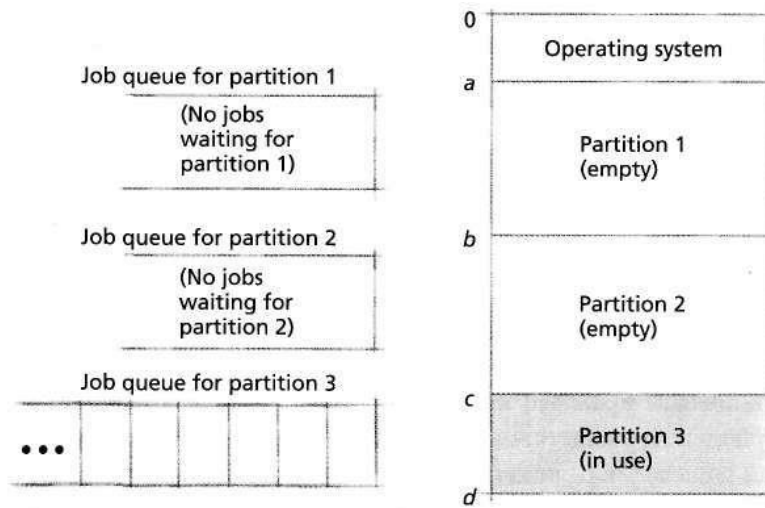 Job queue for partition 1
(No jobs
waiting for
partition 1)
Job queue for partition 2
(No jobs
waiting for
partition 2)
Job queue for partition 3
•••
0
Operating system
a
Partition 1
(empty)
b
Partition 2
(empty)
c
Partition 3
(in use)
d